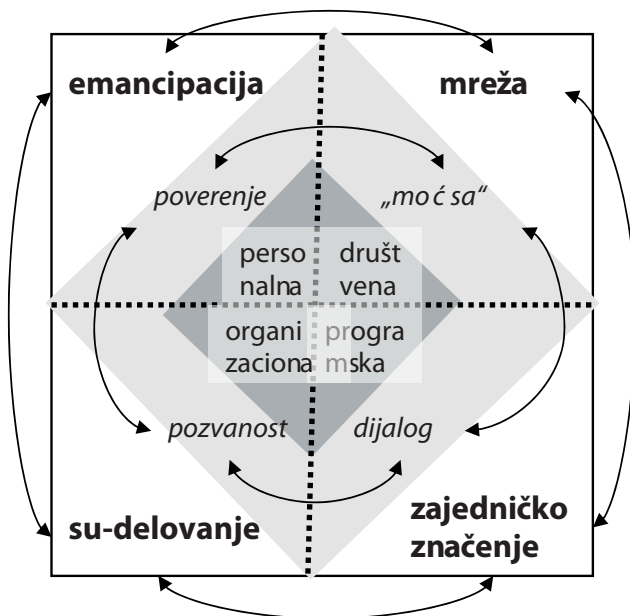 emancipacija
mreža
poverenje
„moć sa“
perso
nalna
društ
vena
organi
zaciona
progra
mska
pozvanost
dijalog
su-delovanje
zajedničko
značenje